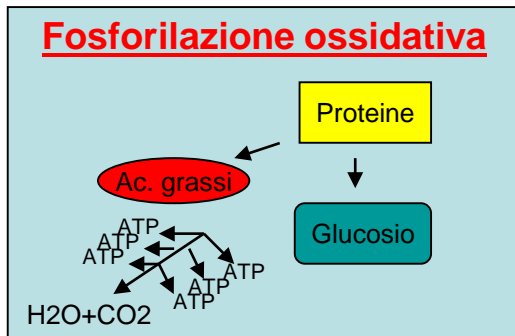 Fosforilazione ossidativa
Proteine
Ac. grassi
Glucosio
ATP
ATP
ATP
ATP
ATP
ATP
H2O+CO2